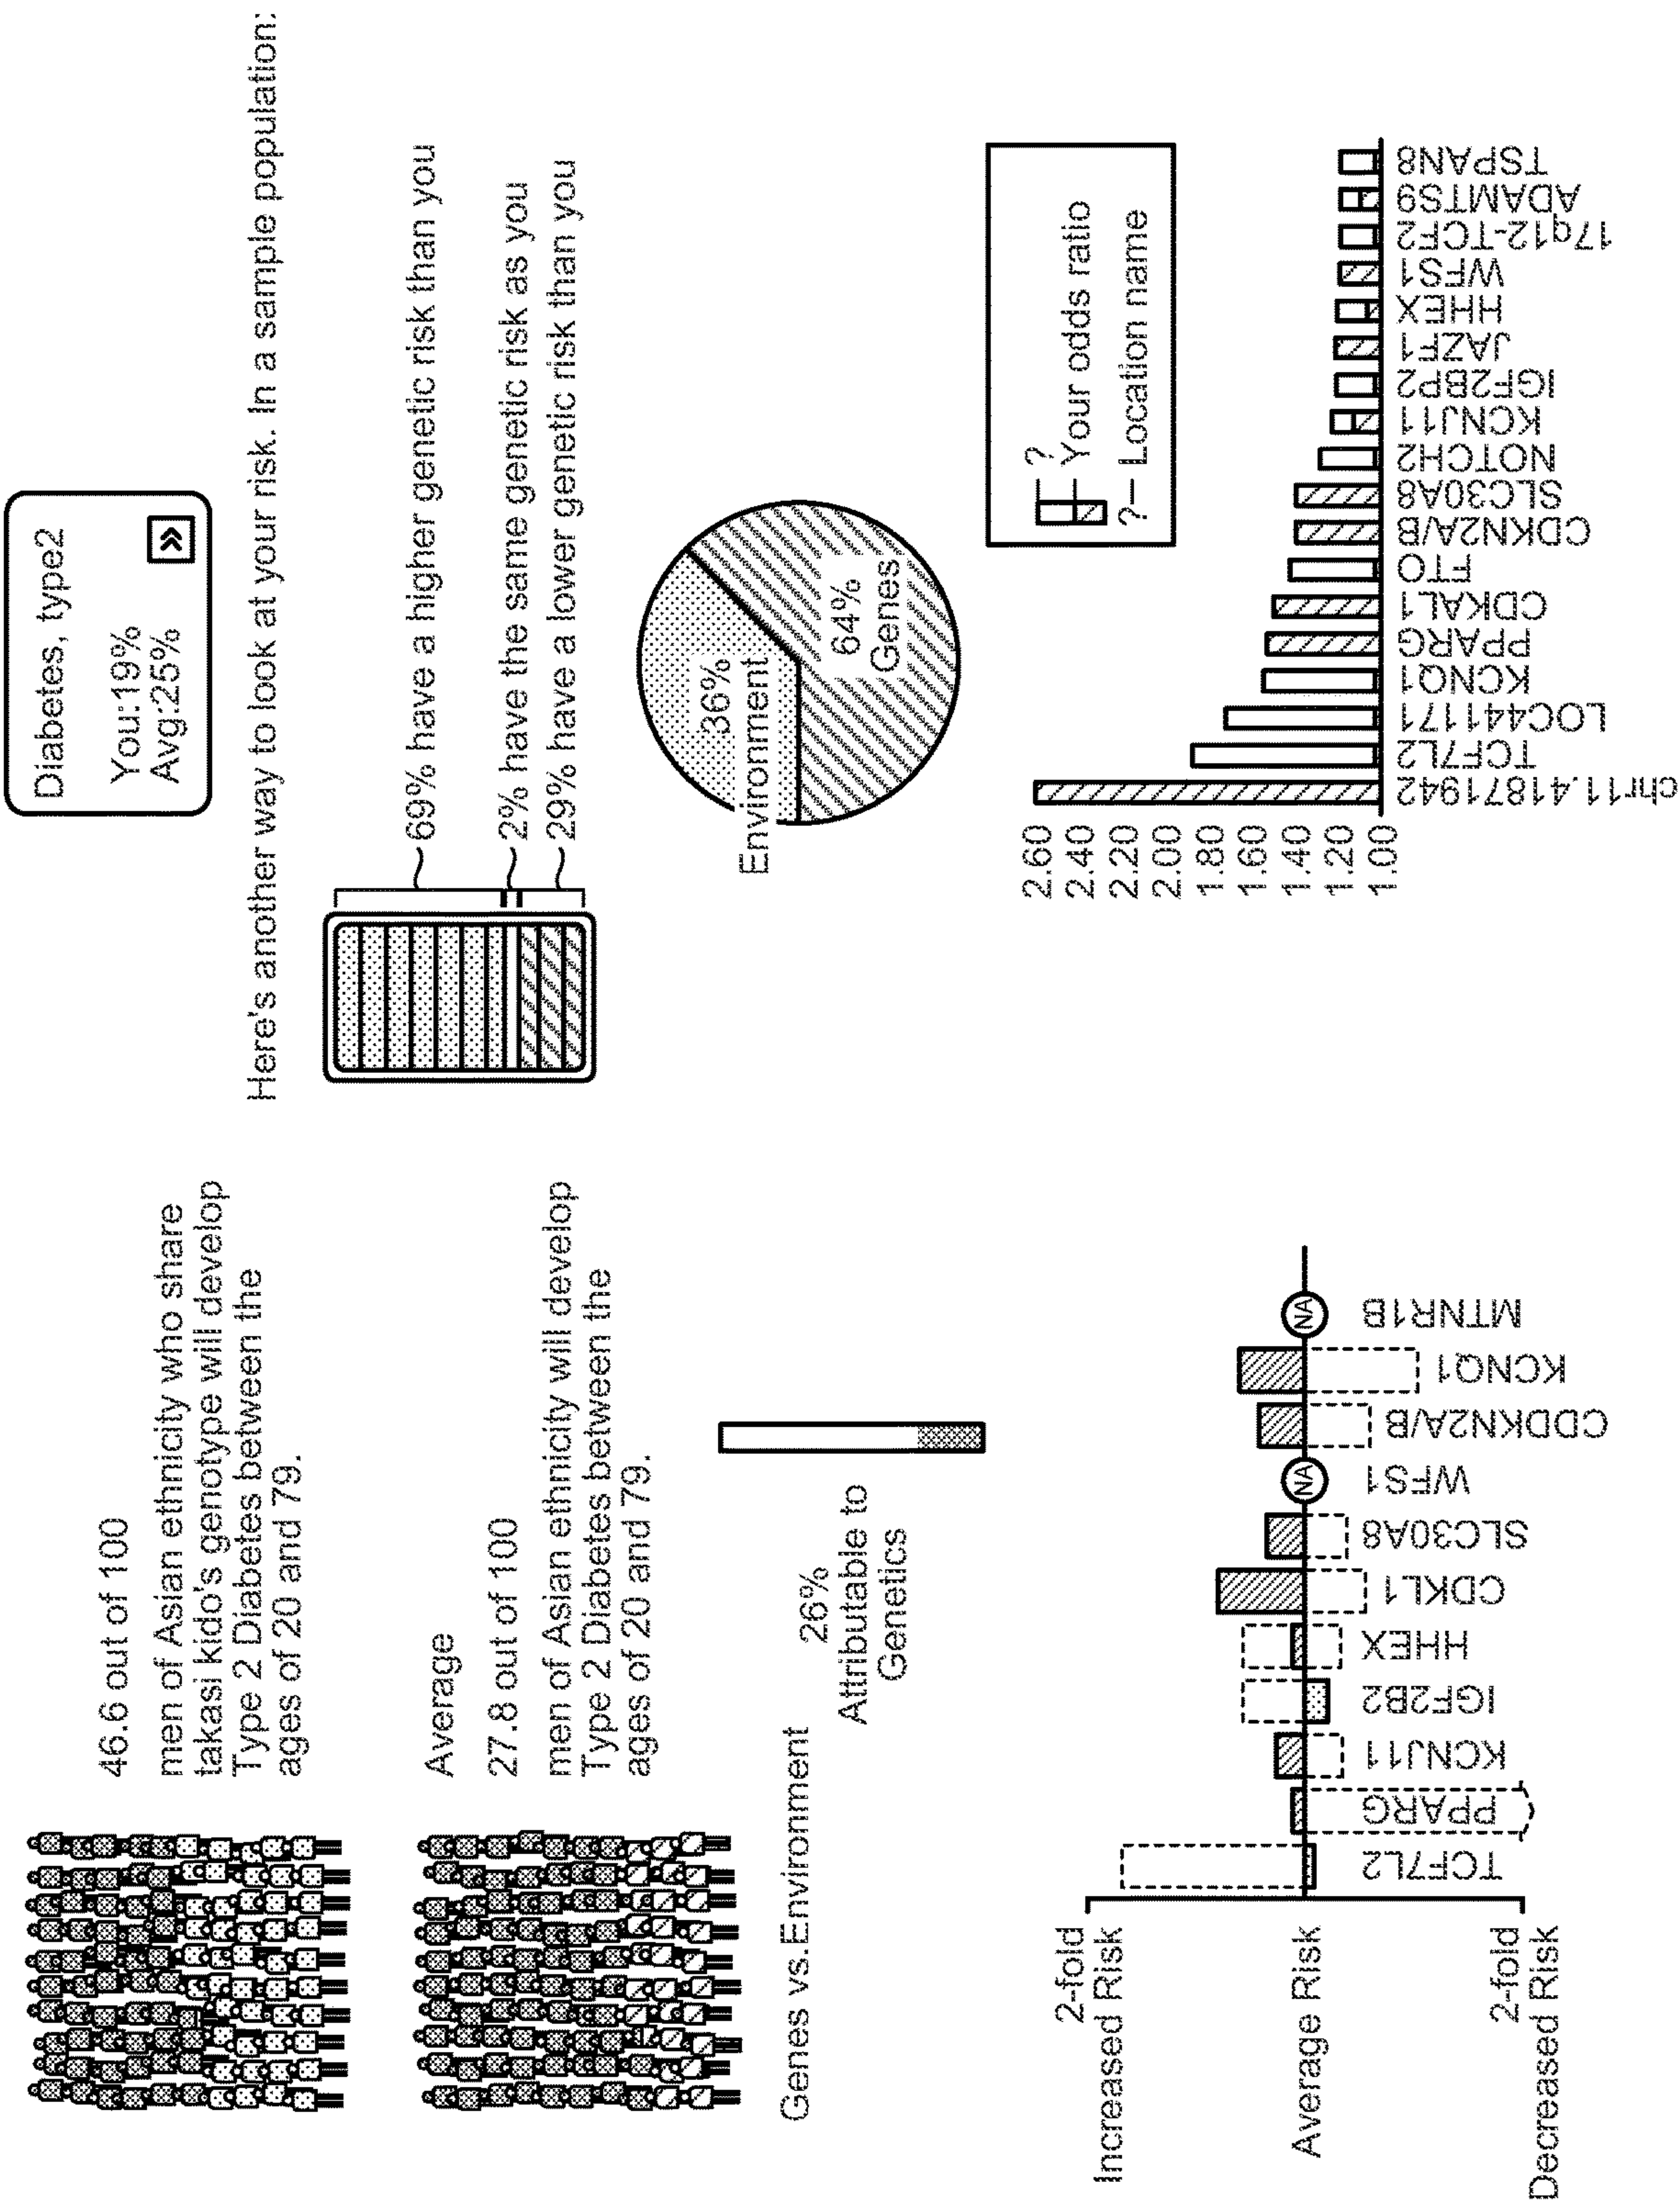 46.6 out of 100
men of Asian ethnicity who share
takasi kido's genotype will develop
Type 2 Diabetes between the
ages of 20 and 79.
Average
27.8 out of 100
men of Asian ethnicity will develop
Type 2 Diabetes between the
ages of 20 and 79.
Genes vs.Environment
26%
Attributable to
Genetics
2-fold
Increased Risk
Average Risk
2-fold
Decreased Risk
TCF7L2
PPARG
KCNJ11
IGF2B2
HHEX
CDKL1
SLC30A8
NA
WFS1
CDDKN2A/B
KCNQ1
NA
MTNR1B
Diabetes, type2
You:19%
Avg:25%
Here's another way to look at your risk. In a sample population:
69% have a higher genetic risk than you
2% have the same genetic risk as you
29% have a lower genetic risk than you
36%
Environment
64%
Genes
?
Your odds ratio
?
Location name
2.60
2.40
2.20
2.00
1.80
1.60
1.40
1.20
1.00
chr11.41871942
TCF7L2
LOC441171
KCNQ1
PPARG
CDKAL1
FTO
CDKN2A/B
SLC30A8
NOTCH2
KCNJ11
IGF2BP2
JAZF1
HHEX
WFS1
17q12-TCF2
ADAMTS9
TSPAN8